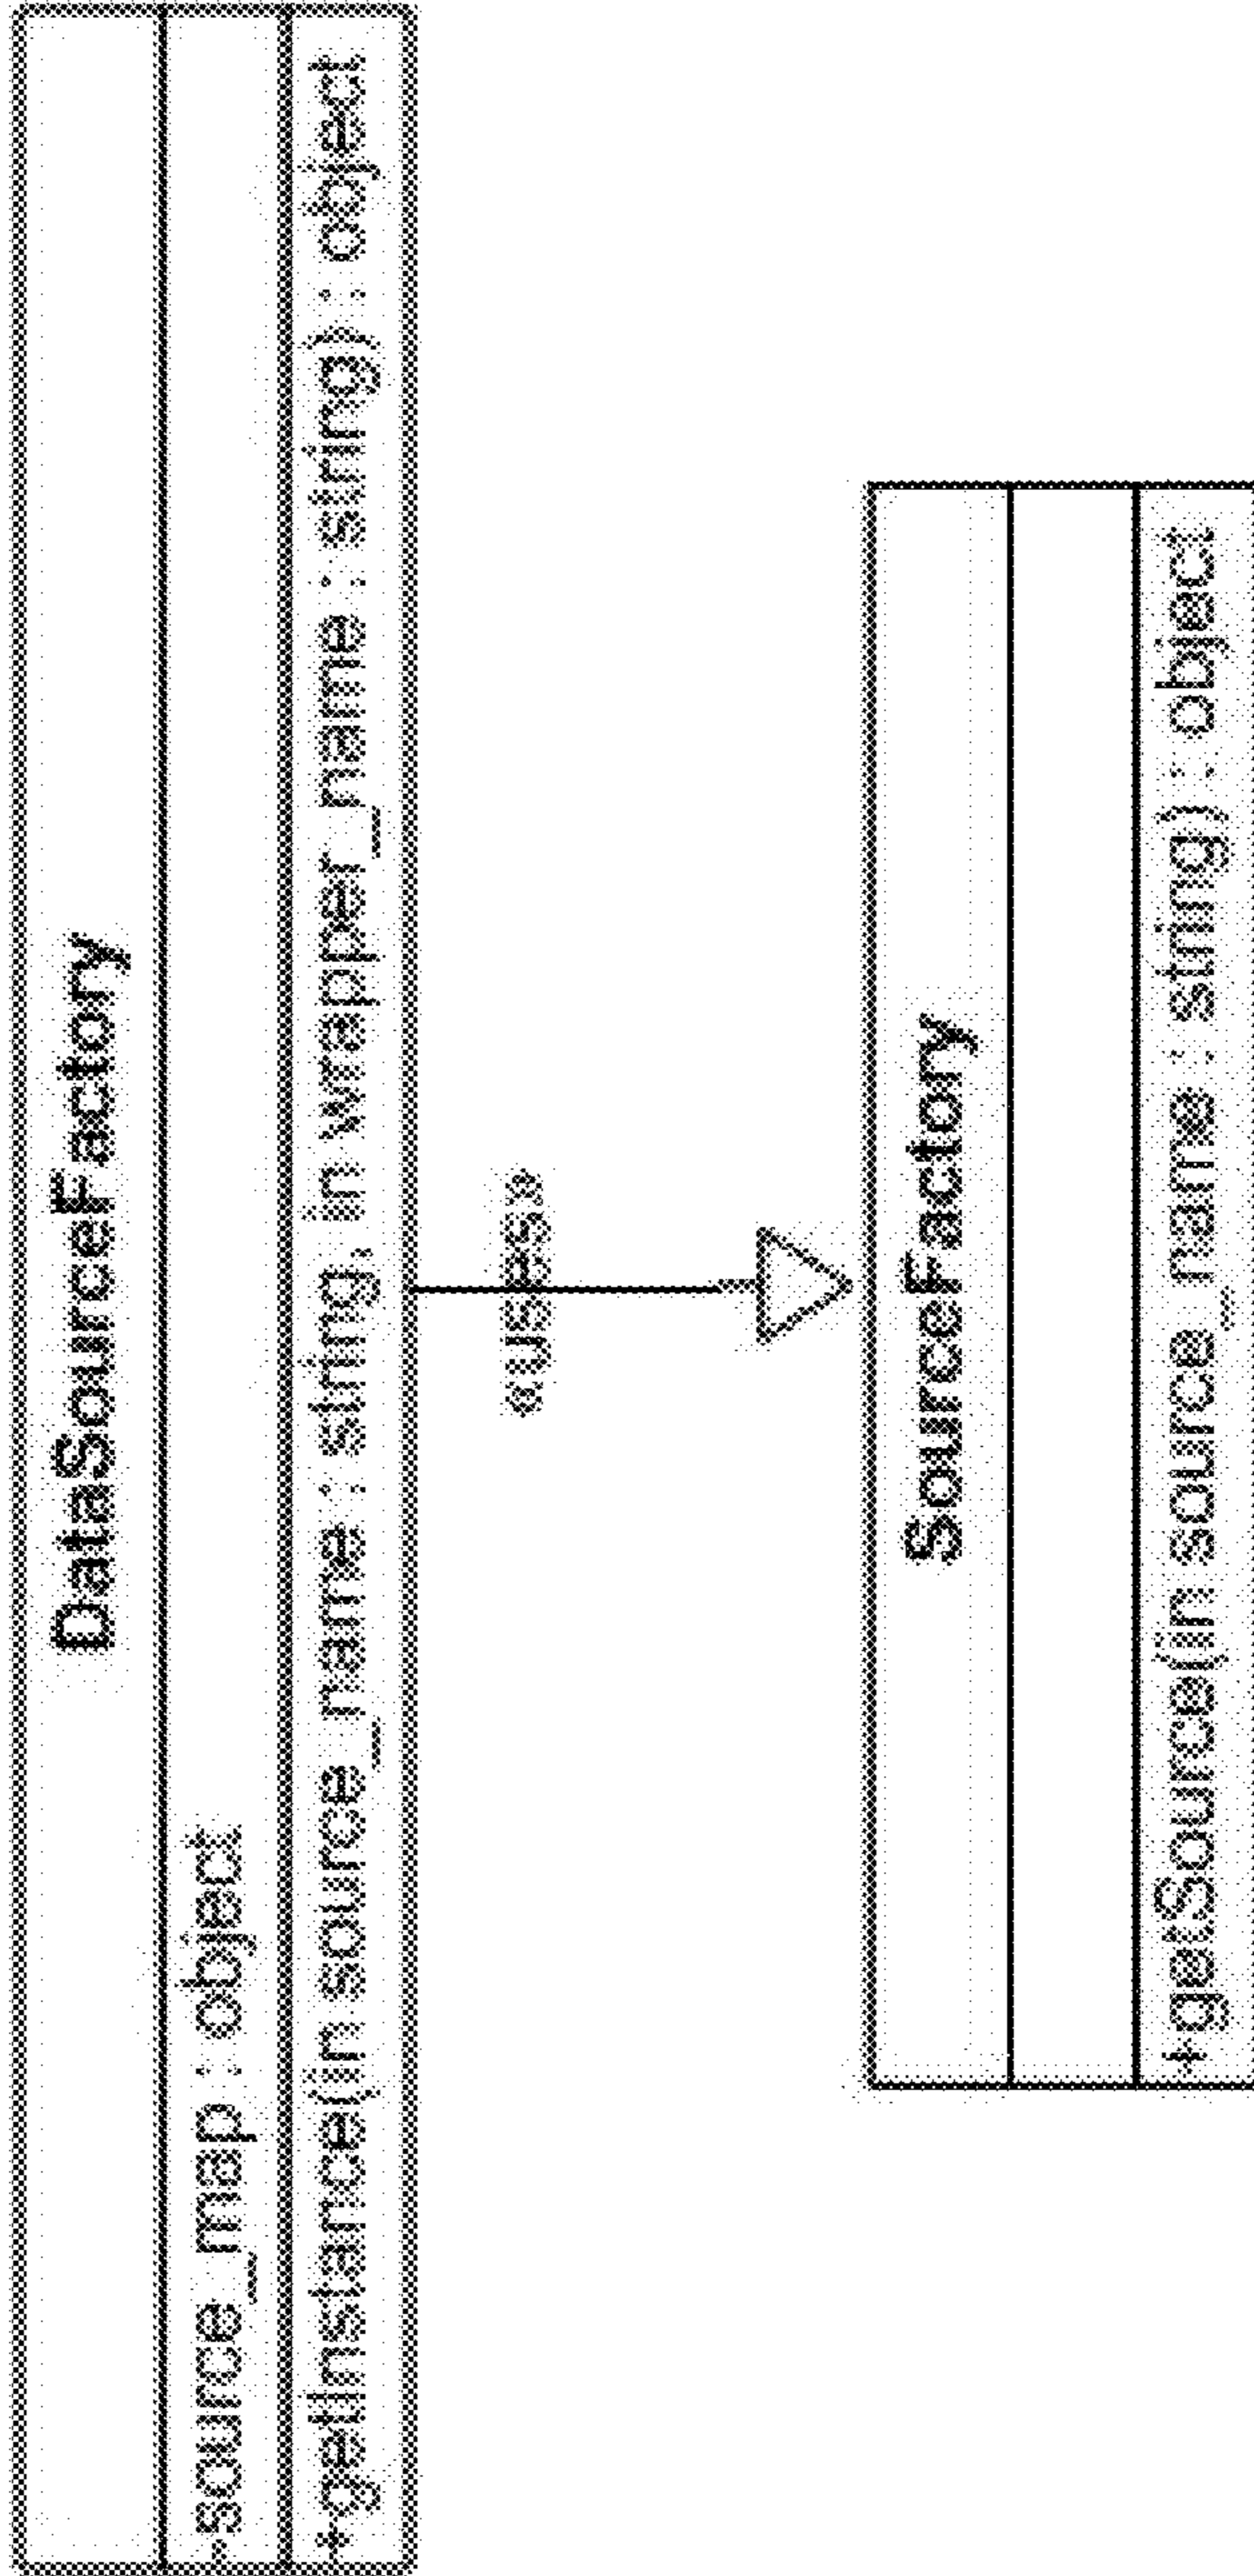 DataSourceFactory
-source_map : object
+getInstance(in source_name : string, in wrapper_name : string) : object
«uses»
SourceFactory
+getSource(in source_name : string) : object